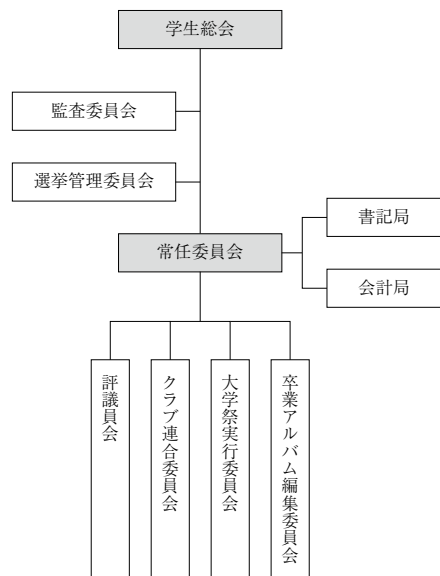 学生総会
監査委員会
選挙管理委員会
書記局
常任委員会
会計局
評議員会
クラブ連合委員会
大学祭実行委員会
卒業アルバム編集委員会